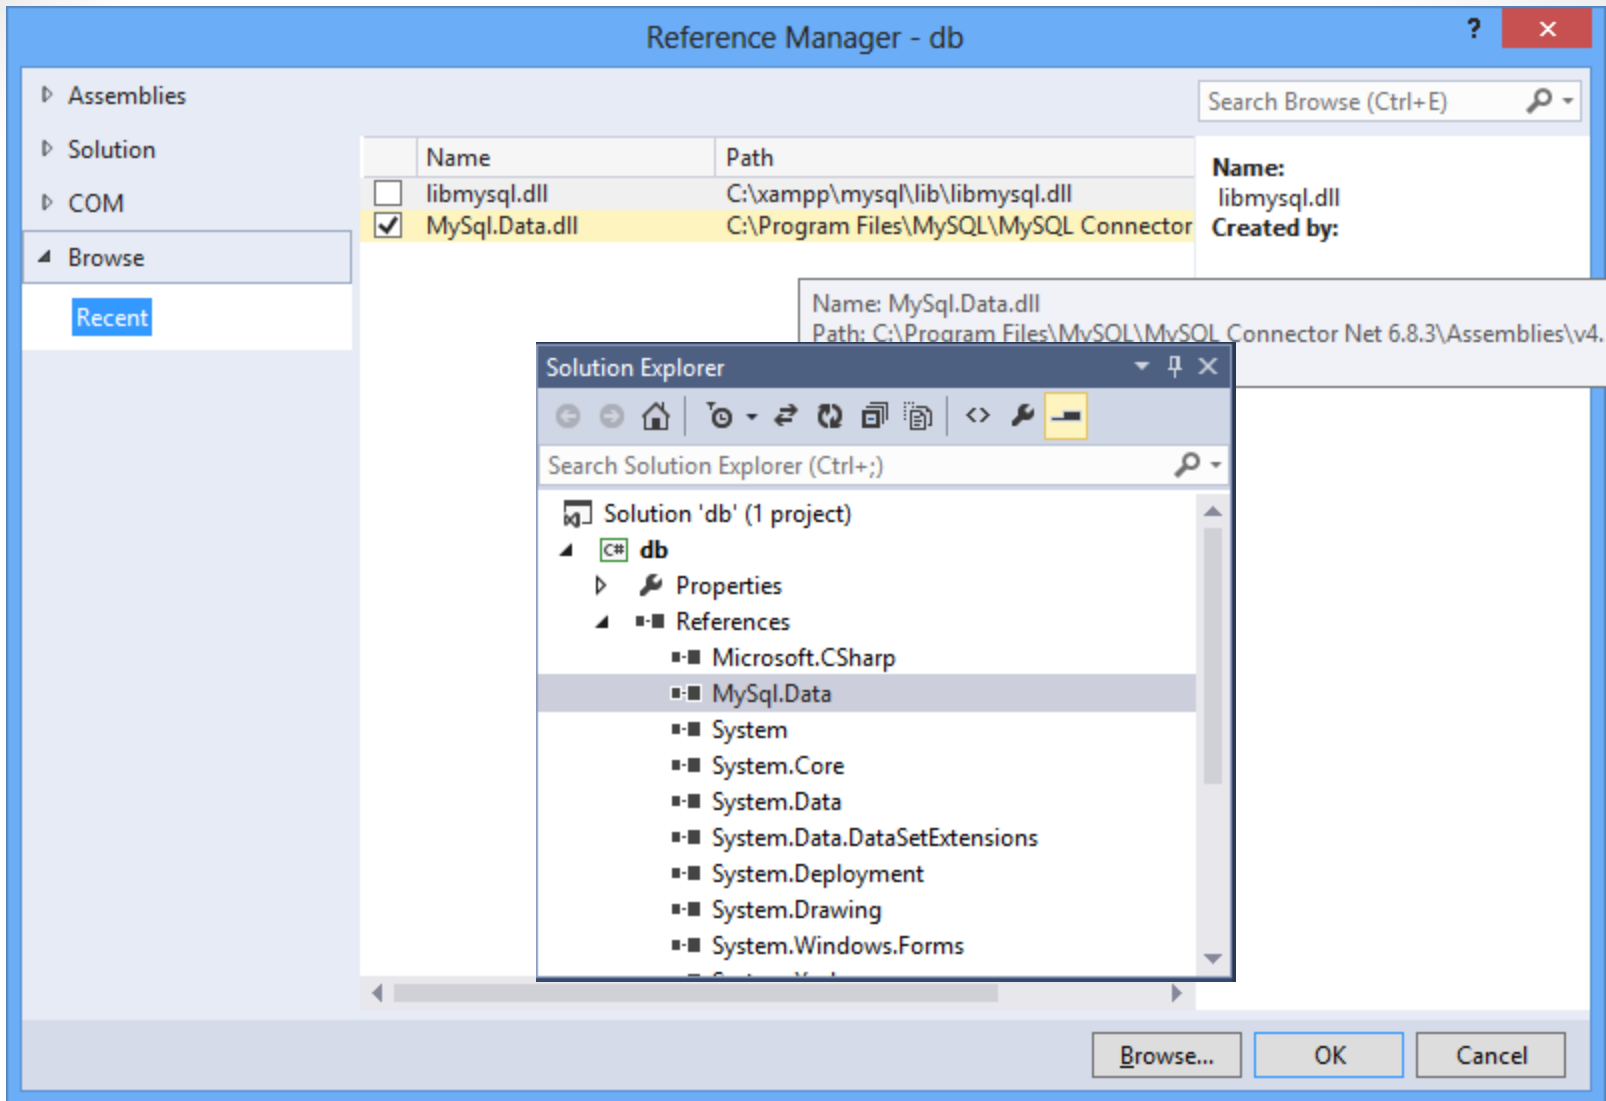 Reference Manager - db
?
Assemblies
Solution
COM
Browse
Recent
Search Browse (Ctrl+E)
Name Path
libmysql.dll C:\xampp\mysql\lib\libmysql.dll
MySql.Data.dll C:\Program Files\MySQL\MySQL Connector
Name:
libmysql.dll
Created by:
Name: MySql.Data.dll
Path: C:\Program Files\MySQL\MySQL Connector Net 6.8.3\Assemblies\v4.
Solution Explorer
Search Solution Explorer (Ctrl+;)
Solution 'db' (1 project)
C# db
Properties
References
Microsoft.CSharp
MySql.Data
System
System.Core
System.Data
System.Data.DataSetExtensions
System.Deployment
System.Drawing
System.Windows.Forms
Browse...
OK
Cancel